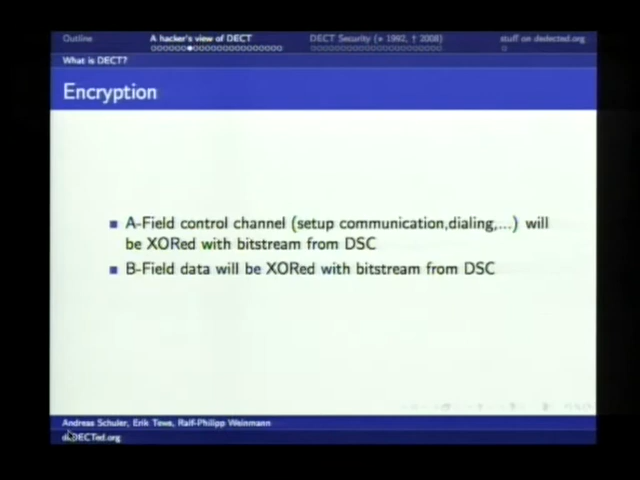 Outline
A hacker's view of DECT
DECT Security (* 1992, † 2008)
stuff on dedected.org
What is DECT?
Encryption
A-Field control channel (setup communication,dialing,...) will
be XORed with bitstream from DSC
B-Field data will be XORed with bitstream from DSC
Andreas Schuler, Erik Tews, Ralf-Philipp Weinmann
deDECTed.org